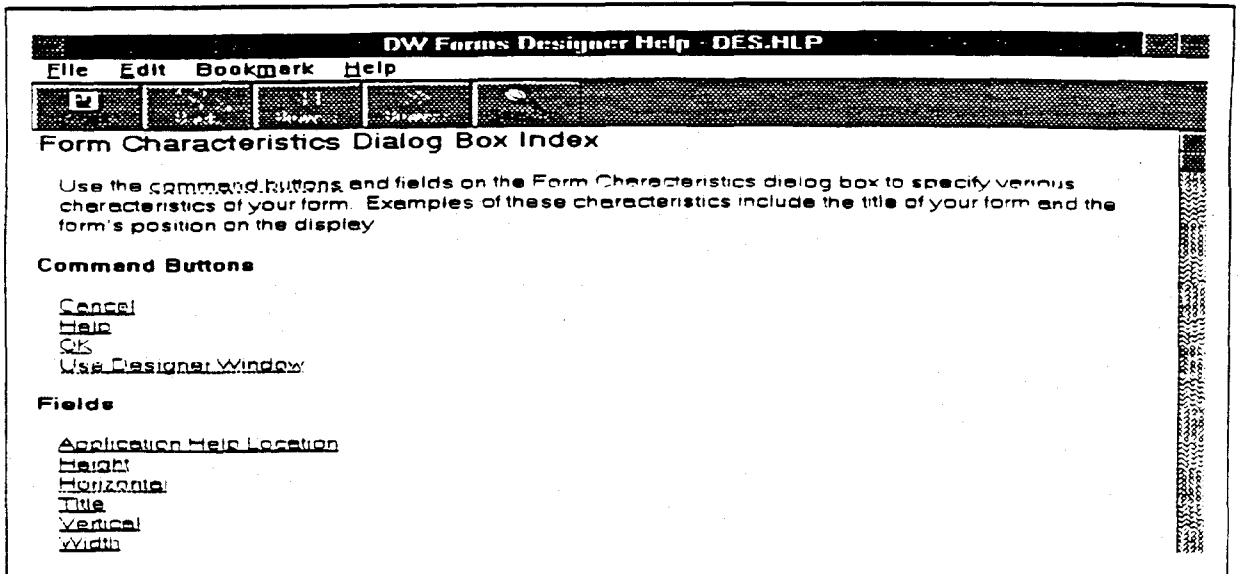 DW Forms Designer Help - DES.HLP
File Edit Bookmark Help
Form Characteristics Dialog Box Index
Use the command buttons and fields on the Form Characteristics dialog box to specify various
characteristics of your form. Examples of these characteristics include the title of your form and the
form's position on the display
Command Buttons
Cancel
Help
OK
Use Designer Window
Fields
Application Help Location
Height
Horizontal
Title
Vertical
Width